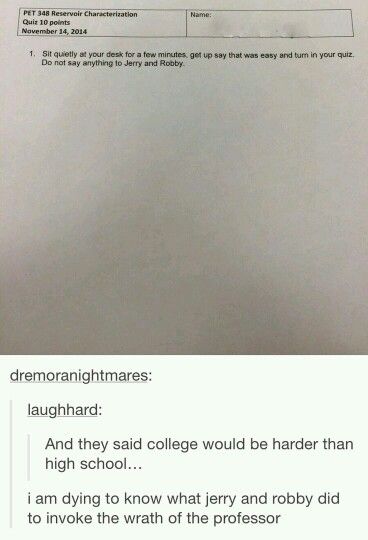 PET 348 Reservoir Characterization
Quiz 10 points
November 14, 2014
Name:
1. Sit quietly at your desk for a few minutes, get up say that was easy and turn in your quiz.
Do not say anything to Jerry and Robby.
dremoranightmares:
laughhard:
And they said college would be harder than
high school…
i am dying to know what jerry and robby did
to invoke the wrath of the professor